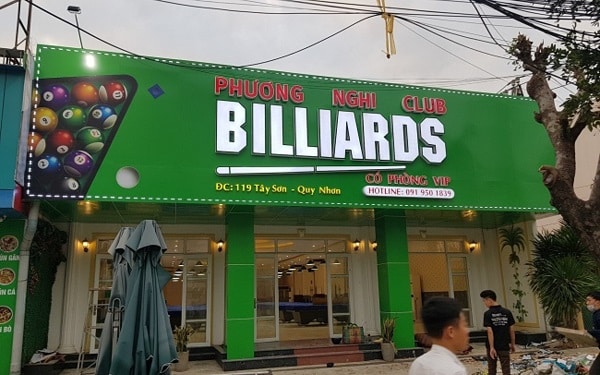 PHƯƠNG NGHI CLUB
BILLIARDS
CÓ PHÒNG VIP
ĐC: 119 TÂY SƠN - QUY NHƠN
HOTLINE: 091 950 1839